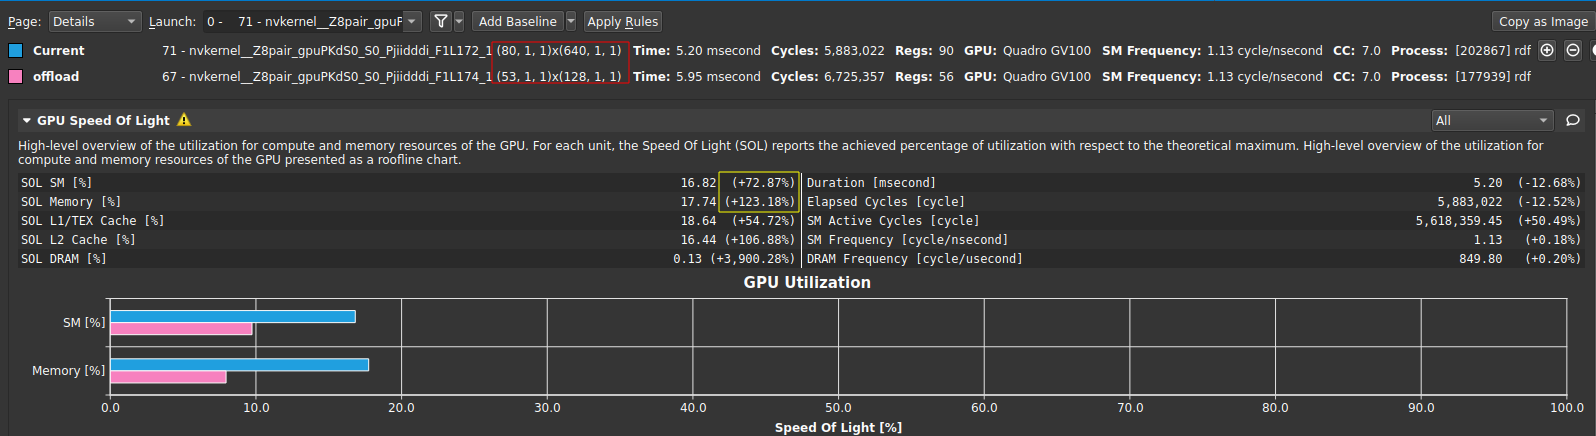 Page: Details Launch: 0 - 71 - nvkernel__Z8pair_gpuF Add Baseline Apply Rules Copy as Image
Current 71 - nvkernel__Z8pair_gpuPKdS0_S0_Pjiidddi_F1L172_1 (80, 1, 1)x(640, 1, 1) Time: 5.20 msecond Cycles: 5,883,022 Regs: 90 GPU: Quadro GV100 SM Frequency: 1.13 cycle/nsecond CC: 7.0 Process: [202867] rdf
offload 67 - nvkernel__Z8pair_gpuPKdS0_S0_Pjiidddi_F1L174_1 (53, 1, 1)x(128, 1, 1) Time: 5.95 msecond Cycles: 6,725,357 Regs: 56 GPU: Quadro GV100 SM Frequency: 1.13 cycle/nsecond CC: 7.0 Process: [177939] rdf
GPU Speed Of Light All
High-level overview of the utilization for compute and memory resources of the GPU. For each unit, the Speed Of Light (SOL) reports the achieved percentage of utilization with respect to the theoretical maximum. High-level overview of the utilization for
compute and memory resources of the GPU presented as a roofline chart.
SOL SM [%] 16.82 (+72.87%) Duration [msecond] 5.20 (-12.68%)
SOL Memory [%] 17.74 (+123.18%) Elapsed Cycles [cycle] 5,883,022 (-12.52%)
SOL L1/TEX Cache [%] 18.64 (+54.72%) SM Active Cycles [cycle] 5,618,359.45 (+50.49%)
SOL L2 Cache [%] 16.44 (+106.88%) SM Frequency [cycle/nsecond] 1.13 (+0.18%)
SOL DRAM [%] 0.13 (+3,900.28%) DRAM Frequency [cycle/usecond] 849.80 (+0.20%)
GPU Utilization
SM [%]
Memory [%]
0.0 10.0 20.0 30.0 40.0 50.0 60.0 70.0 80.0 90.0 100.0
Speed Of Light [%]